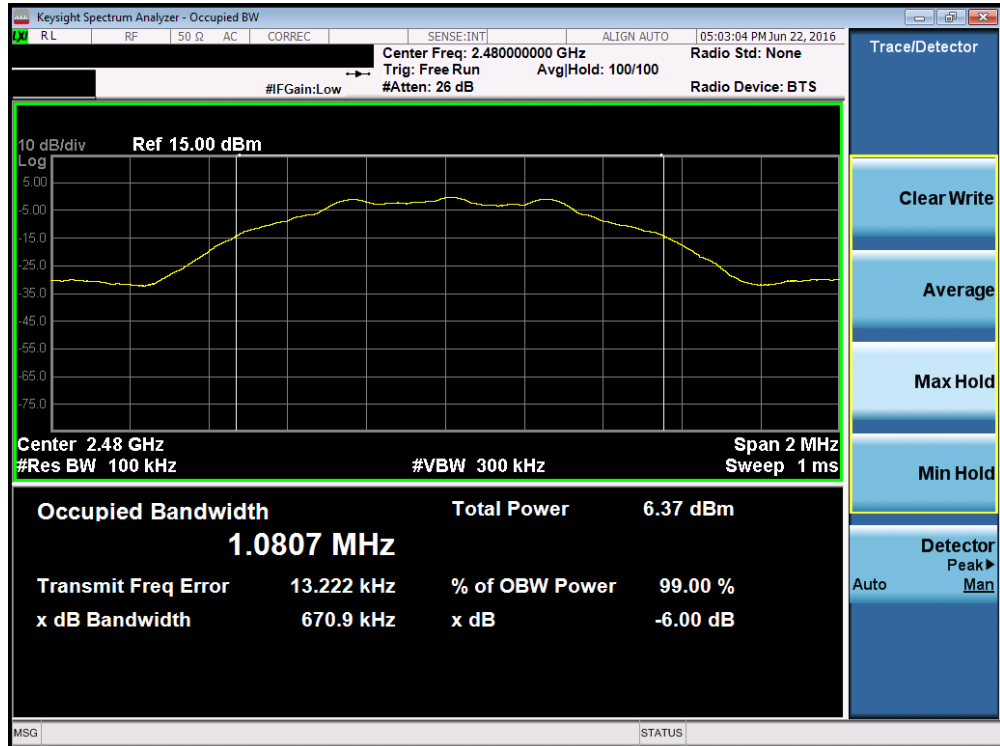 Keysight Spectrum Analyzer - Occupied BW
LXI RL RF 50 Ω AC CORREC SENSE:INT ALIGN AUTO 05:03:04 PM Jun 22, 2016
Center Freq: 2.480000000 GHz Radio Std: None
Trig: Free Run Avg|Hold: 100/100
#IFGain:Low #Atten: 26 dB Radio Device: BTS
10 dB/div Ref 15.00 dBm
Log
5.00
-5.00
-15.0
-25.0
-35.0
-45.0
-55.0
-65.0
-75.0
Center 2.48 GHz Span 2 MHz
#Res BW 100 kHz #VBW 300 kHz Sweep 1 ms
Occupied Bandwidth Total Power 6.37 dBm
1.0807 MHz
Transmit Freq Error 13.222 kHz % of OBW Power 99.00 %
x dB Bandwidth 670.9 kHz x dB -6.00 dB
MSG STATUS
Trace/Detector
Clear Write
Average
Max Hold
Min Hold
Detector
Peak▶
Auto Man